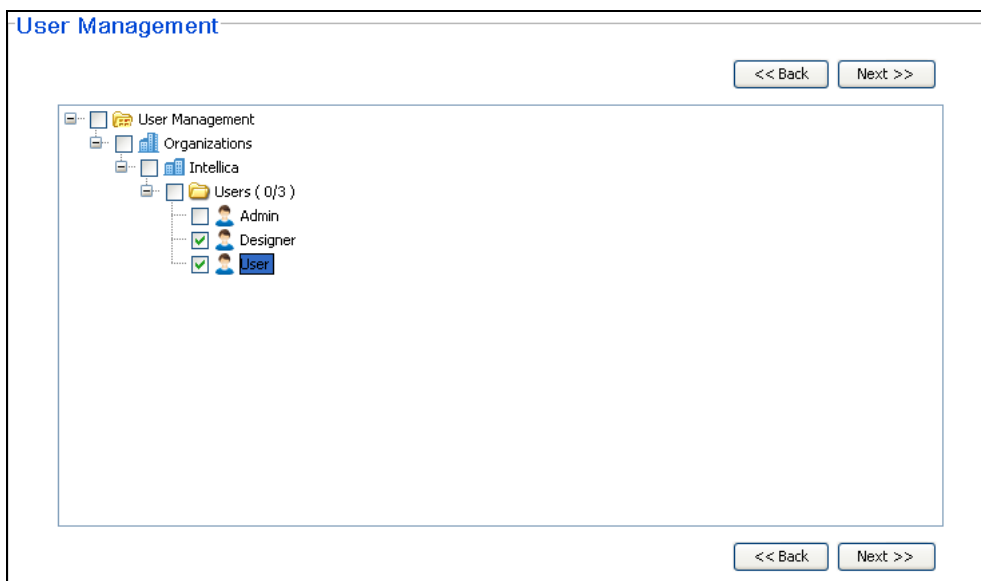 User Management
<< Back Next >>
User Management
Organizations
Intellica
Users ( 0/3 )
Admin
Designer
User
<< Back Next >>